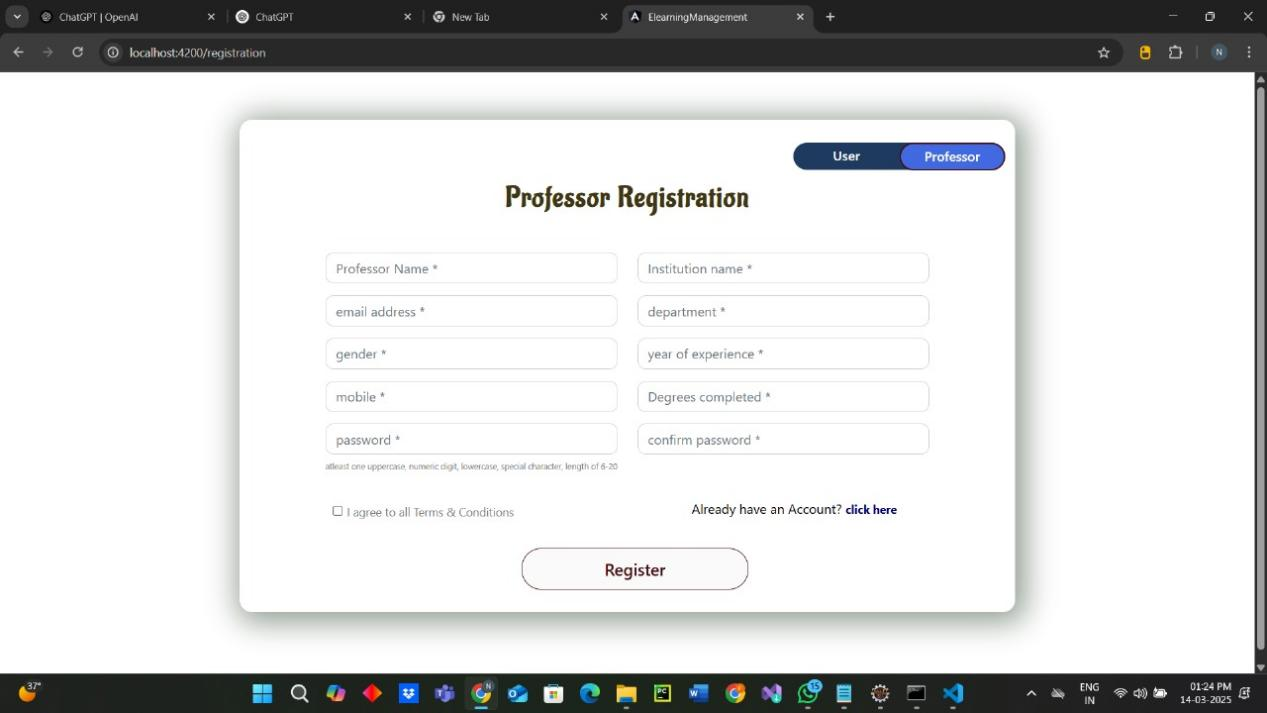 ChatGPT | OpenAI
ChatGPT
New Tab
ElearningManagement
localhost:4200/registration
N
User
Professor
Professor Registration
Professor Name *
Institution name *
email address *
department *
gender *
year of experience *
mobile *
Degrees completed *
password *
confirm password *
atleast one uppercase, numeric digit, lowercase, special character, length of 6-20
I agree to all Terms & Conditions
Already have an Account? click here
Register
37°
N
PC
W
15
ENG
IN
01:24 PM
14-03-2025